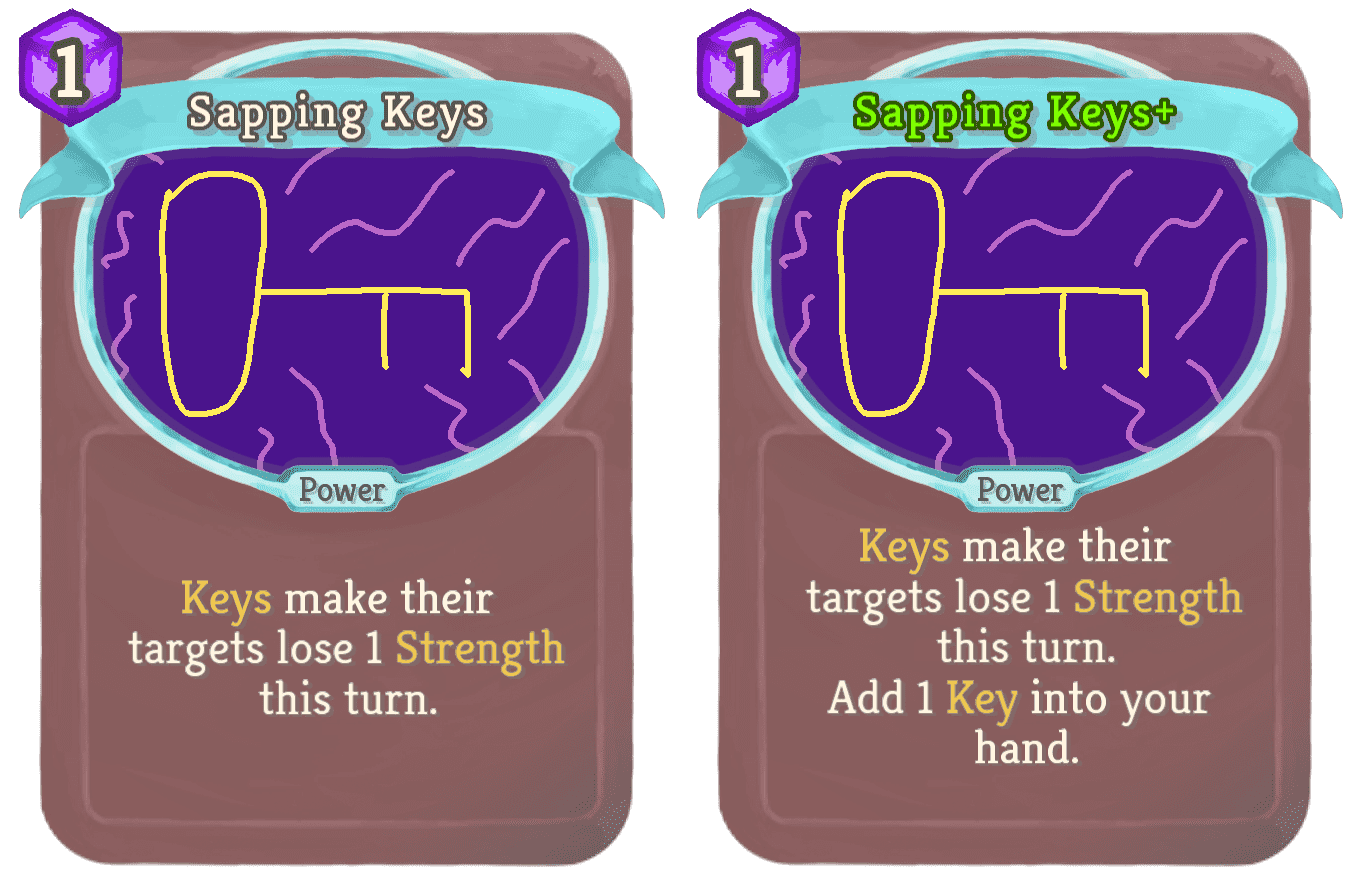 1
Sapping Keys
Power
Keys make their
targets lose 1 Strength
this turn.
1
Sapping Keys+
Power
Keys make their
targets lose 1 Strength
this turn.
Add 1 Key into your
hand.